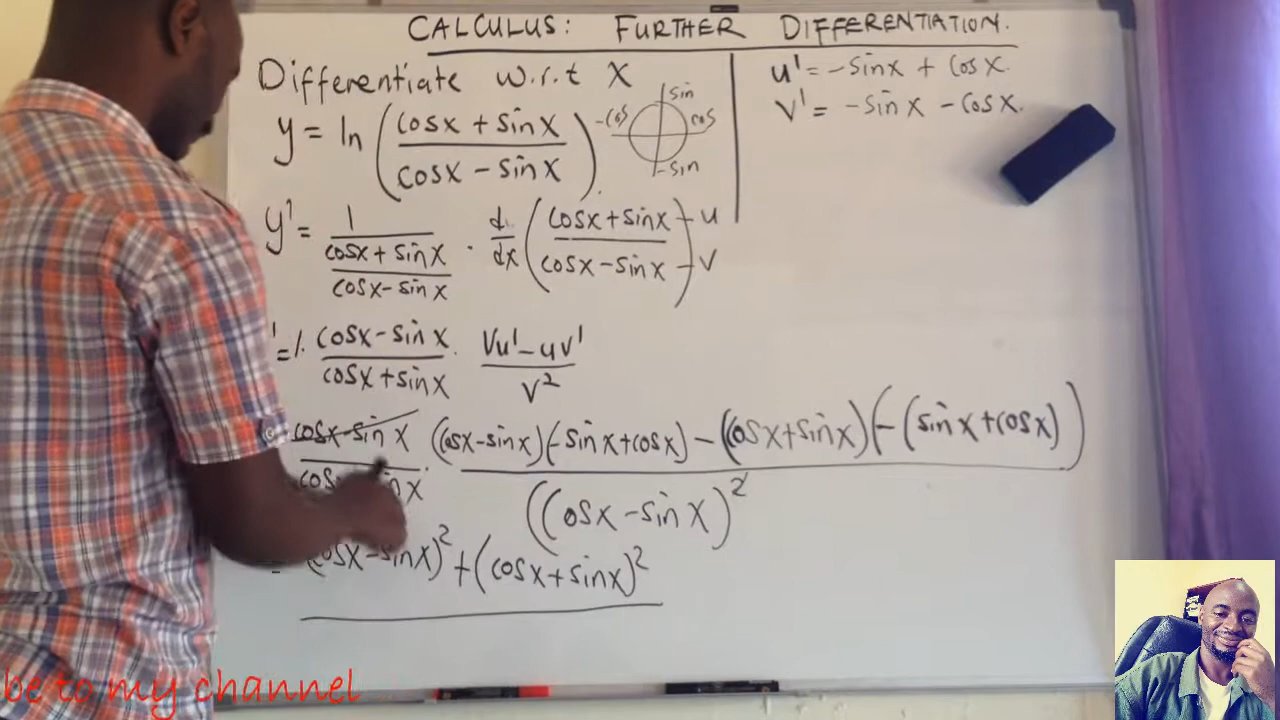 CALCULUS: FURTHER DIFFERENTIATION.
Differentiate w.r.t X
y = ln ( (cosx + sinx) / (cosx - sinx) )
sin
-cos cos
-sin
u' = -sinx + cosx.
v' = -sinx - cosx.
y' = 1 / ( (cosx + sinx) / (cosx - sinx) ) · d/dx ( (cosx + sinx) / (cosx - sinx) ) - u - v
' = 1. (cosx - sinx) / (cosx + sinx) · (Vu' - uv') / v²
cosx - sinx / · ( (cosx - sinx)(-sinx + cosx) - (cosx + sinx)(-(sinx + cosx)) ) / (cosx - sinx)²
= (cosx - sinx)² + (cosx + sinx)²
be to my channel